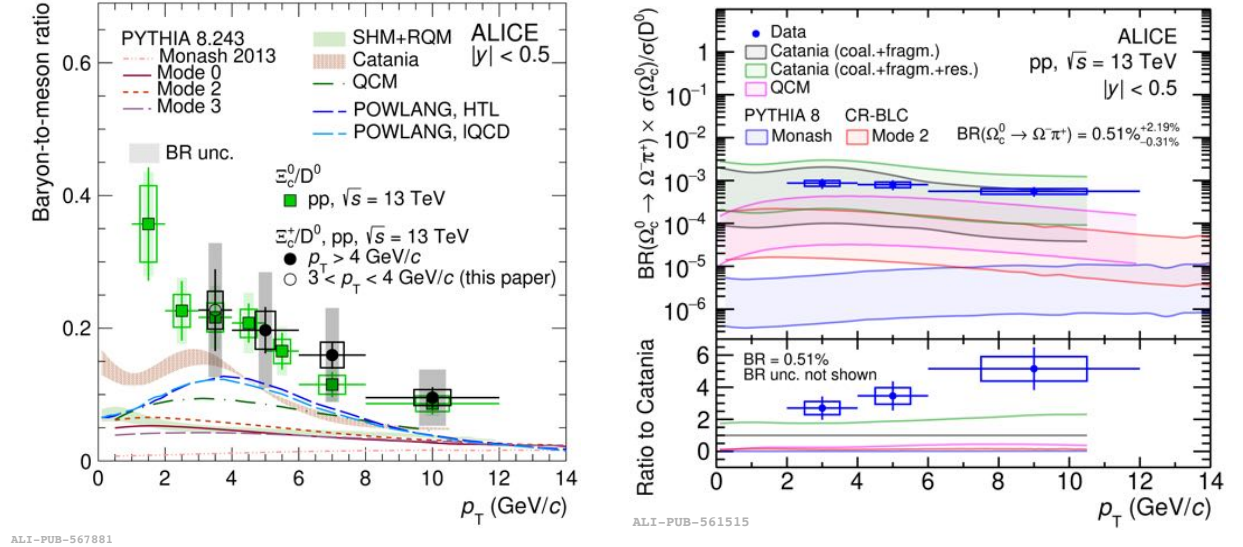 Baryon-to-meson ratio
PYTHIA 8.243
Monash 2013
Mode 0
Mode 2
Mode 3
SHM+RQM
Catania
QCM
POWLANG, HTL
POWLANG, lQCD
ALICE
|y| < 0.5
BR unc.
Ξc⁰/D⁰
pp, √s = 13 TeV
Ξc⁺/D⁰, pp, √s = 13 TeV
pT > 4 GeV/c
3 < pT < 4 GeV/c (this paper)
0.6
0.4
0.2
0
0 2 4 6 8 10 12 14
pT (GeV/c)
ALI-PUB-567881
BR(Ωc⁰ → Ω⁻π⁺) × σ(Ωc⁰)/σ(D⁰)
Data
Catania (coal.+fragm.)
Catania (coal.+fragm.+res.)
QCM
PYTHIA 8 CR-BLC
Monash Mode 2
ALICE
pp, √s = 13 TeV
|y| < 0.5
BR(Ωc⁰ → Ω⁻π⁺) = 0.51%+2.19% −0.31%
1
10⁻¹
10⁻²
10⁻³
10⁻⁴
10⁻⁵
10⁻⁶
Ratio to Catania
BR = 0.51%
BR unc. not shown
6
4
2
0
0 2 4 6 8 10 12 14
pT (GeV/c)
ALI-PUB-561515